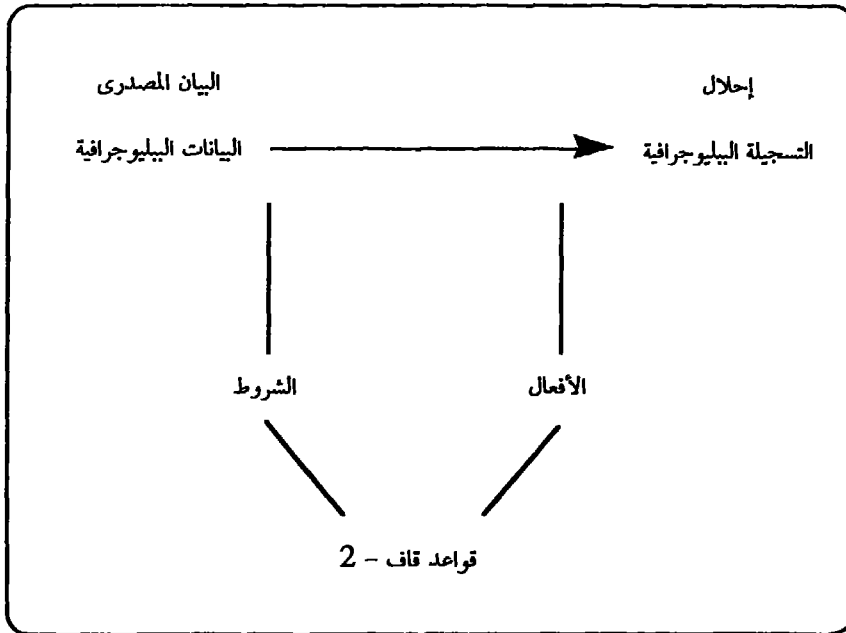 إحلال
البيان المصدرى
التسجيلة الببليوجرافية
البيانات الببليوجرافية
الأفعال
الشروط
قواعد قاف - 2